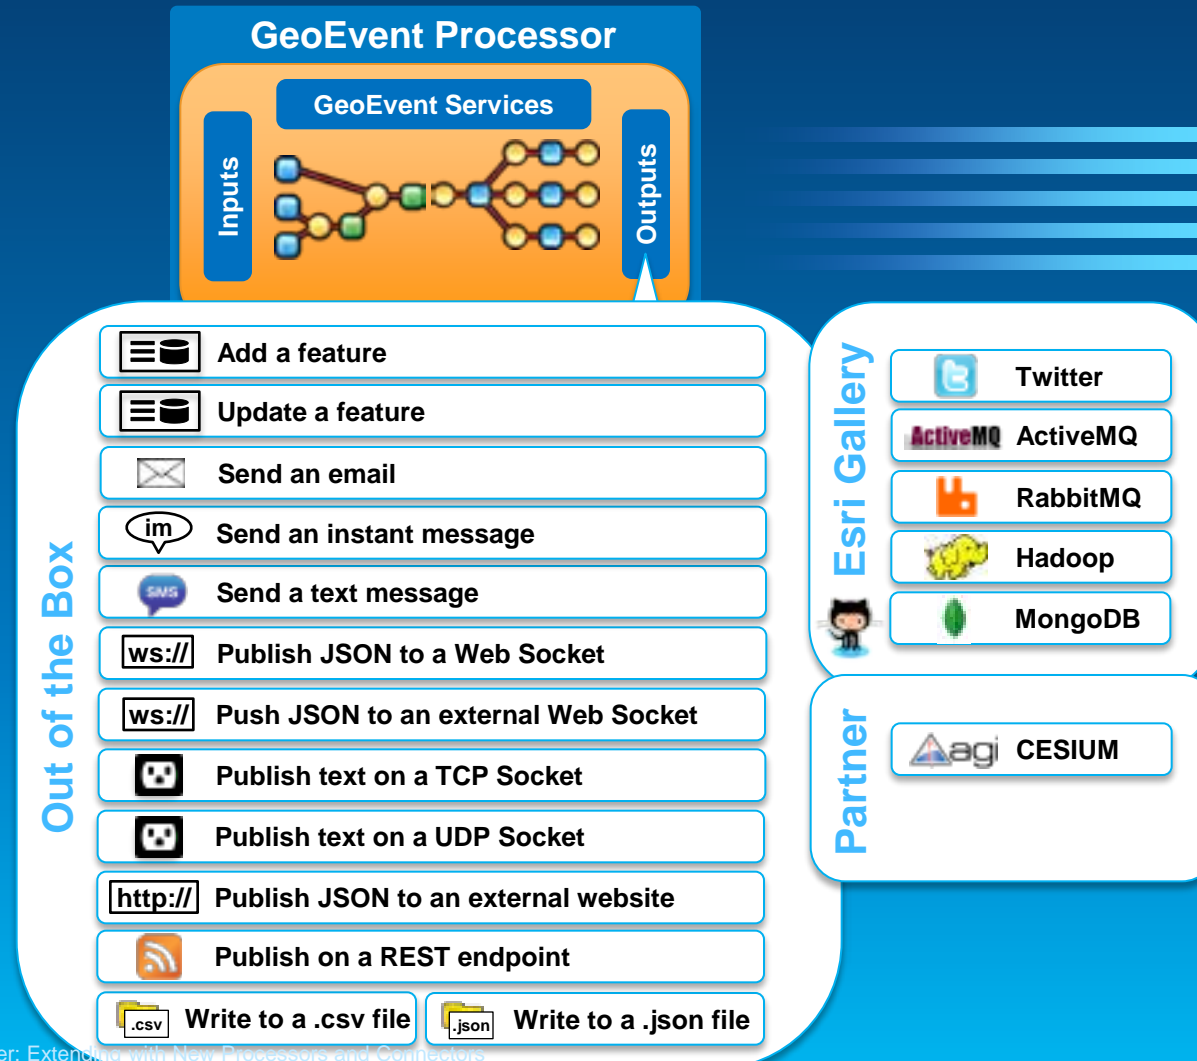 GeoEvent Processor
GeoEvent Services
Inputs
Outputs
Out of the Box
Add a feature
Update a feature
Send an email
im
Send an instant message
SMS
Send a text message
ws://
Publish JSON to a Web Socket
ws://
Push JSON to an external Web Socket
Publish text on a TCP Socket
Publish text on a UDP Socket
http://
Publish JSON to an external website
Publish on a REST endpoint
.csv
Write to a .csv file
.json
Write to a .json file
Esri Gallery
Twitter
ActiveMQ
ActiveMQ
RabbitMQ
Hadoop
MongoDB
Partner
agi
CESIUM
er: Extending with New Processors and Connectors